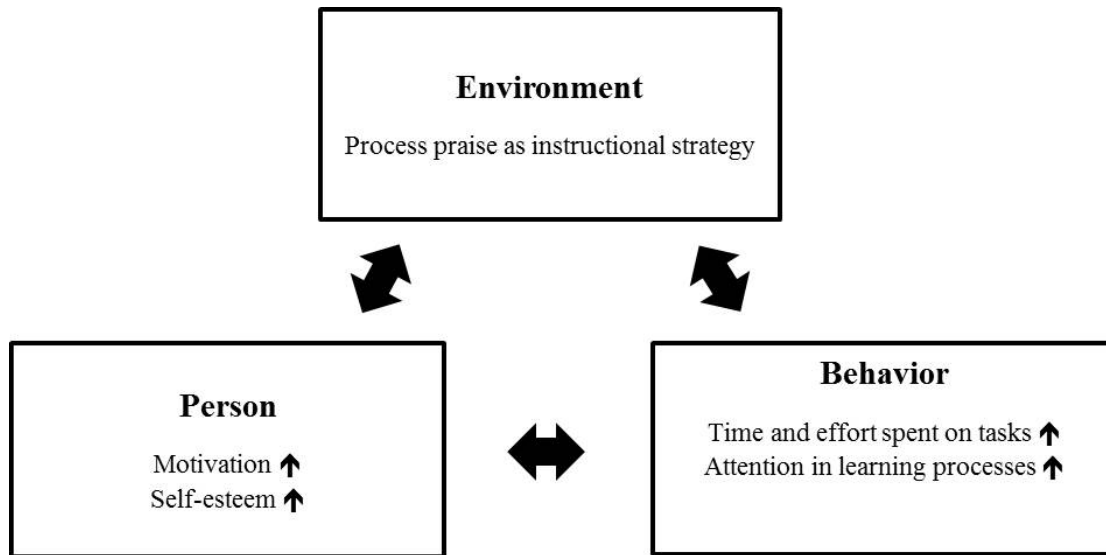 Environment
Process praise as instructional strategy
Person
Motivation ↑
Self-esteem ↑
Behavior
Time and effort spent on tasks ↑
Attention in learning processes ↑